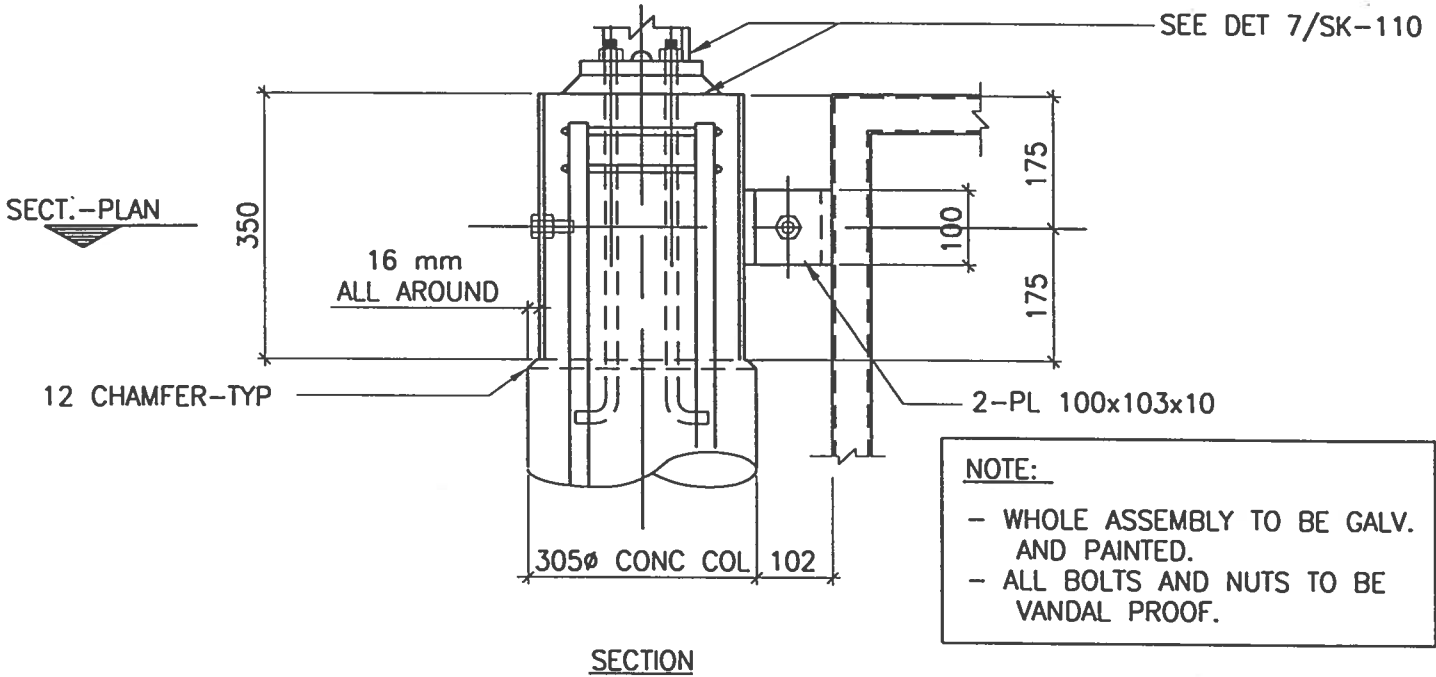 SEE DET 7/SK-110
SECT.-PLAN
350
175
100
175
16 mm
ALL AROUND
12 CHAMFER-TYP
2-PL 100x103x10
305ø CONC COL
102
NOTE:
- WHOLE ASSEMBLY TO BE GALV.
AND PAINTED.
- ALL BOLTS AND NUTS TO BE
VANDAL PROOF.
SECTION